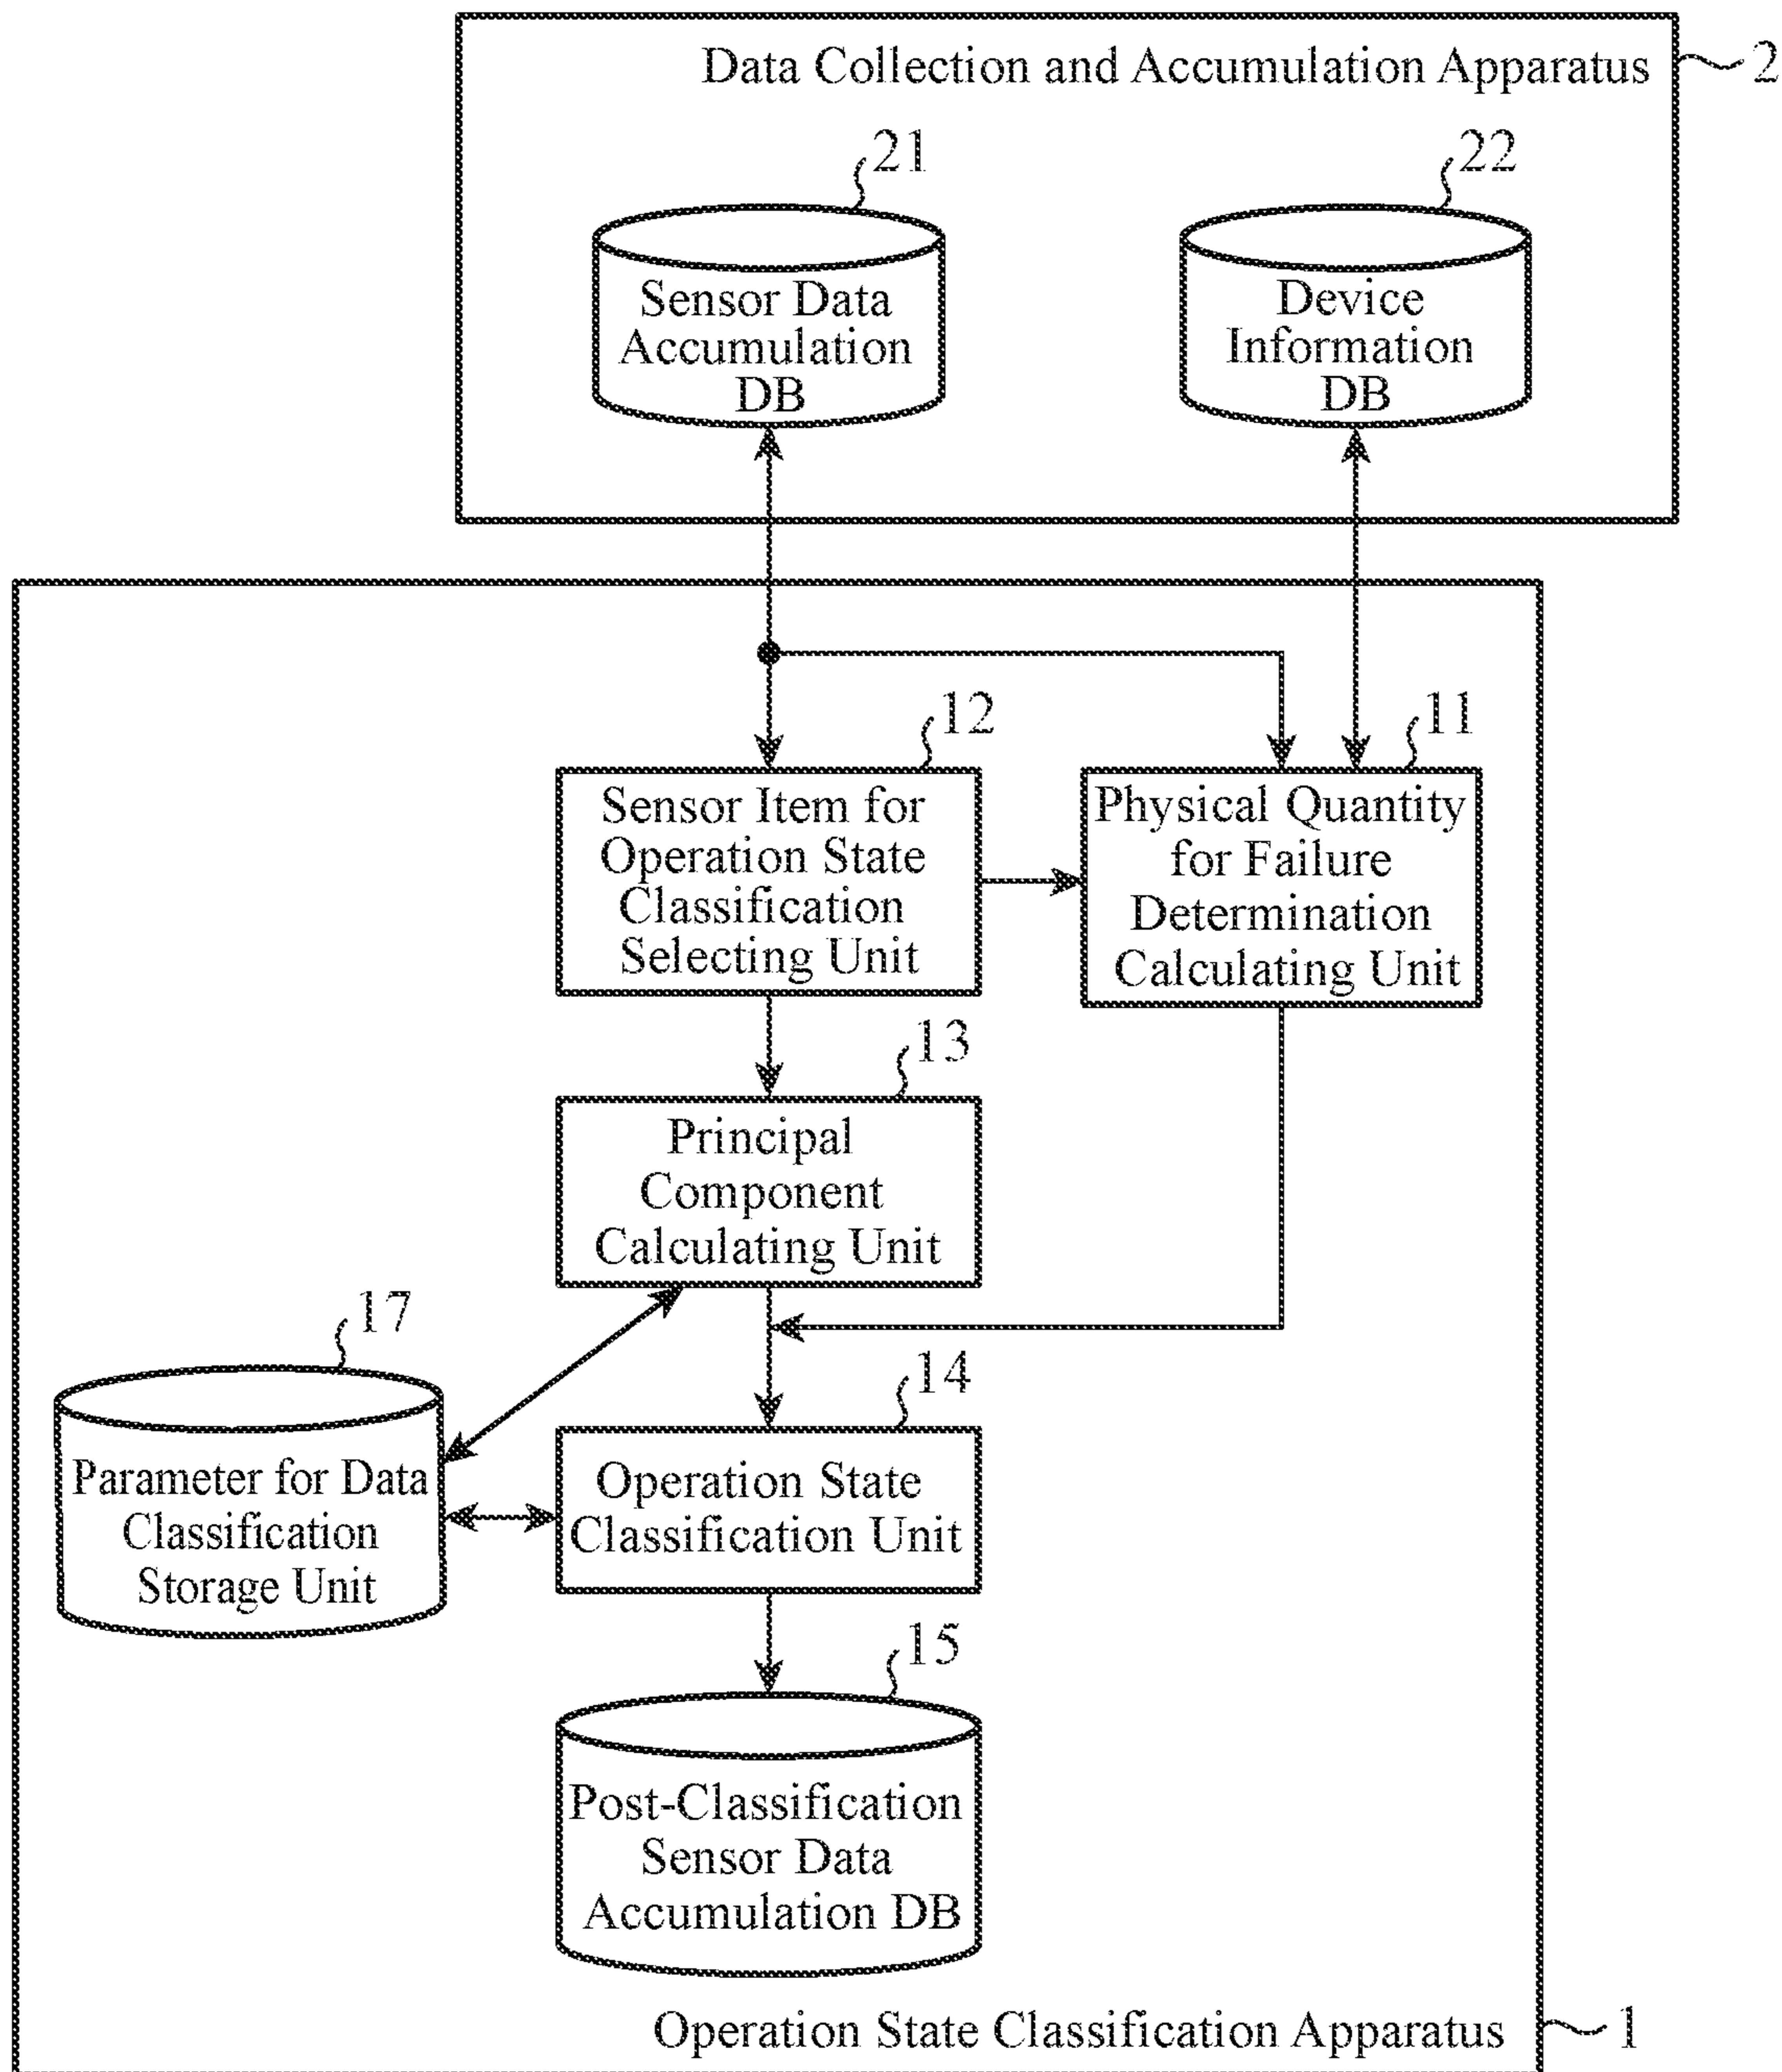 Data Collection and Accumulation Apparatus
2
21
22
Sensor Data
Accumulation
DB
Device
Information
DB
12
11
Sensor Item for
Operation State
Classification
Selecting Unit
Physical Quantity
for Failure
Determination
Calculating Unit
13
Principal
Component
Calculating Unit
17
14
Parameter for Data
Classification
Storage Unit
Operation State
Classification Unit
15
Post-Classification
Sensor Data
Accumulation DB
Operation State Classification Apparatus
1